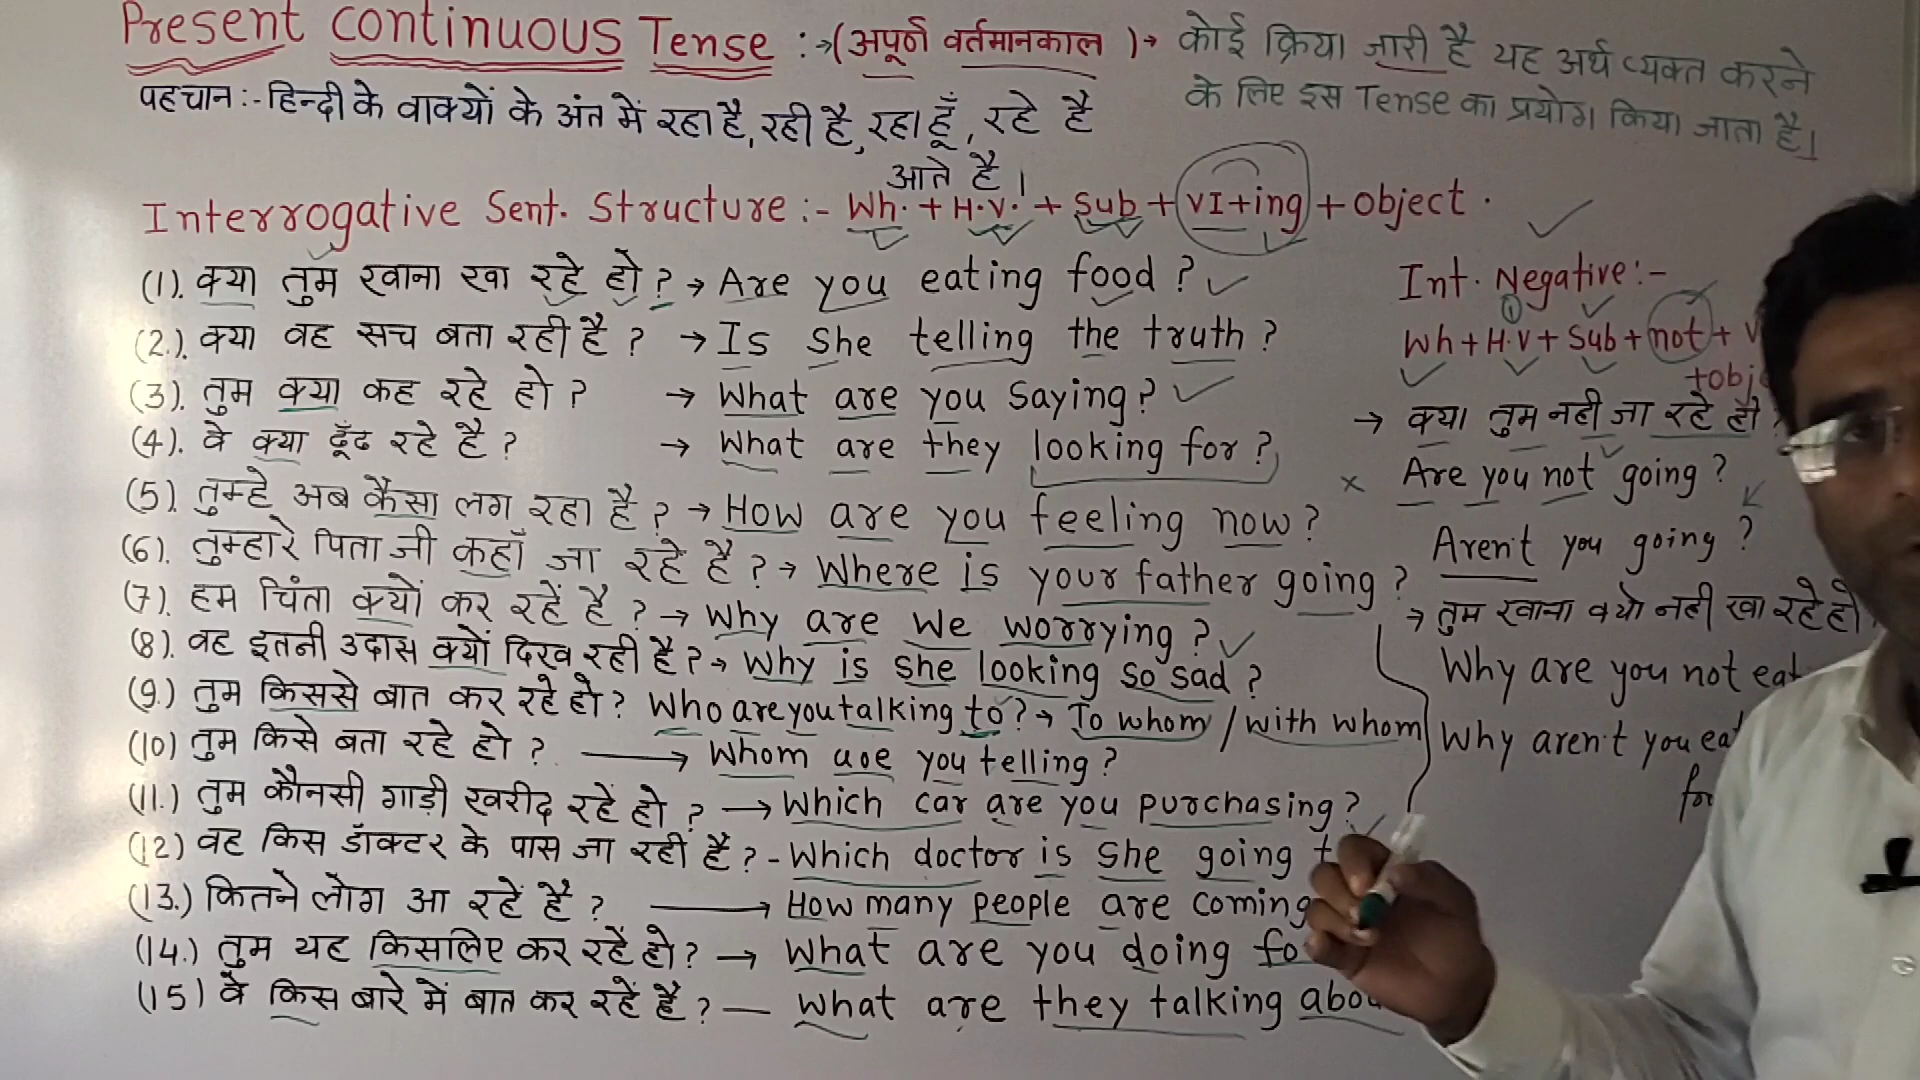 Present Continuous Tense :→ (अपूर्ण वर्तमानकाल )→ कोई क्रिया जारी है यह अर्थ व्यक्त करने
के लिए इस Tense का प्रयोग किया जाता है।
पहचान :- हिन्दी के वाक्यों के अंत में रहा है, रही है, रहा हूँ, रहे है
आते है।
Interrogative Sent. Structure :- Wh. + H.V. + Sub + VI+ing + object .
(1). क्या तुम खाना खा रहे हो ? → Are you eating food ?
(2.). क्या वह सच बता रही है ? → Is She telling the truth ?
(3). तुम क्या कह रहे हो ? → What are you Saying ?
(4). वे क्या ढूँढ रहे है ? → What are they looking for ?
(5). तुम्हे अब कैसा लग रहा है ? → How are you feeling now ?
(6). तुम्हारे पिता जी कहाँ जा रहे है ? → Where is your father going ?
(7). हम चिंता क्यों कर रहें है ? → Why are we worrying ?
(8). वह इतनी उदास क्यों दिख रही है ? → Why is she looking so sad ?
(9.) तुम किससे बात कर रहे हो ? Who are you talking to ? → To whom / with whom
(10) तुम किसे बता रहे हो ? → Whom are you telling ?
(11.) तुम कौनसी गाड़ी खरीद रहें हो ? → Which car are you purchasing ?
(12) वह किस डॉक्टर के पास जा रही है ? - Which doctor is She going
(13.) कितने लोग आ रहें है ? → How many people are coming
(14.) तुम यह किसलिए कर रहें हो ? → What are you doing
(15) वे किस बारे में बात कर रहें है ? — What are they talking
Int. Negative :-
Wh + H.V + Sub + not +
→ क्या तुम नही जा रहे हो ?
× Are you not going ?
Aren't you going ?
→ तुम खाना क्यो नही खा रहे हो
Why are you not
Why aren't you